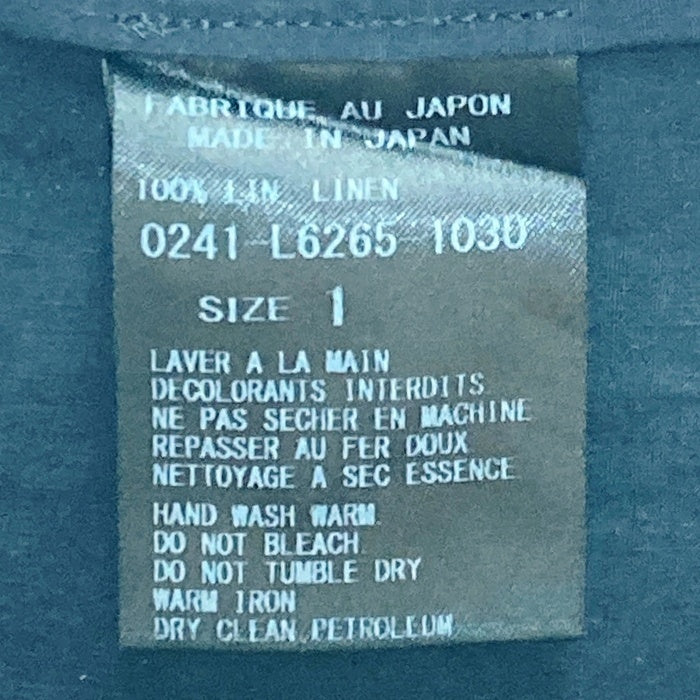 FABRIQUE AU JAPON
MADE IN JAPAN
100% LIN LINEN
0241-L6265 1030
SIZE 1
LAVER A LA MAIN
DECOLORANTS INTERDITS
NE PAS SECHER EN MACHINE
REPASSER AU FER DOUX
NETTOYAGE A SEC ESSENCE
HAND WASH WARM
DO NOT BLEACH
DO NOT TUMBLE DRY
WARM IRON
DRY CLEAN,PETROLEUM